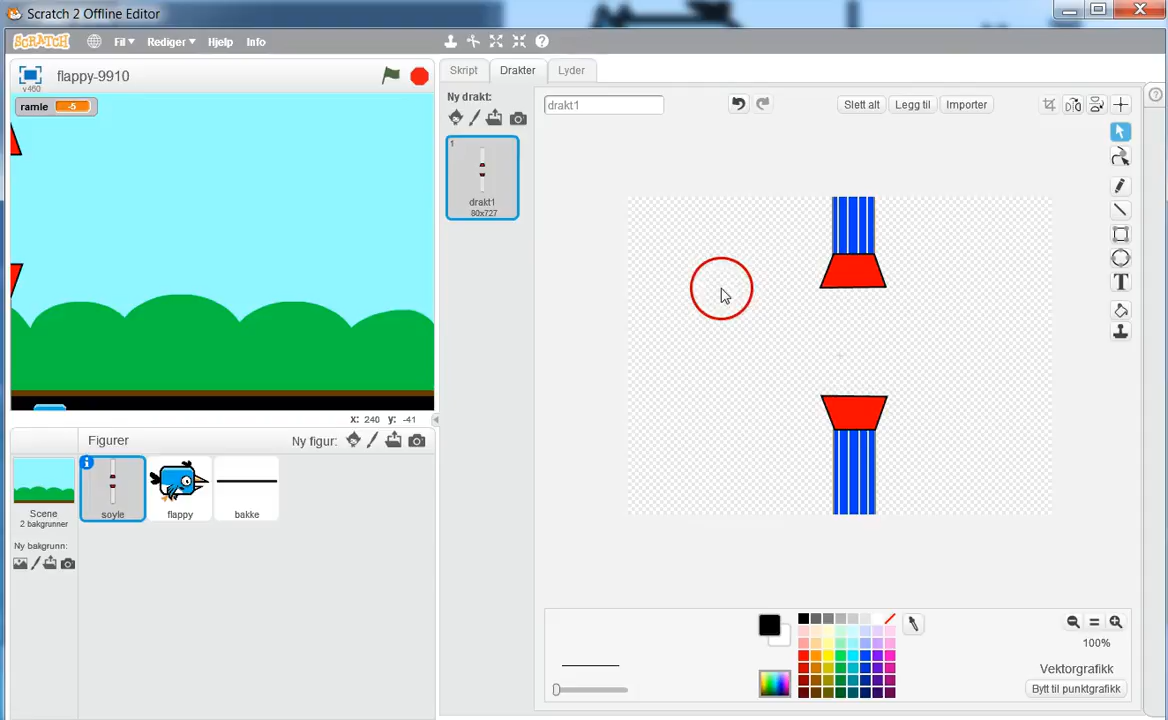 Scratch 2 Offline Editor
SCRATCH Fil Rediger Hjelp Info
flappy-9910
v460
ramle -5
Skript Drakter Lyder
Ny drakt:
1
drakt1
80x727
drakt1
Slett alt Legg til Importer
x: 240 y: -41
Figurer Ny figur:
Scene
2 bakgrunner
Ny bakgrunn:
soyle flappy bakke
T
100%
Vektorgrafikk
Bytt til punktgrafikk